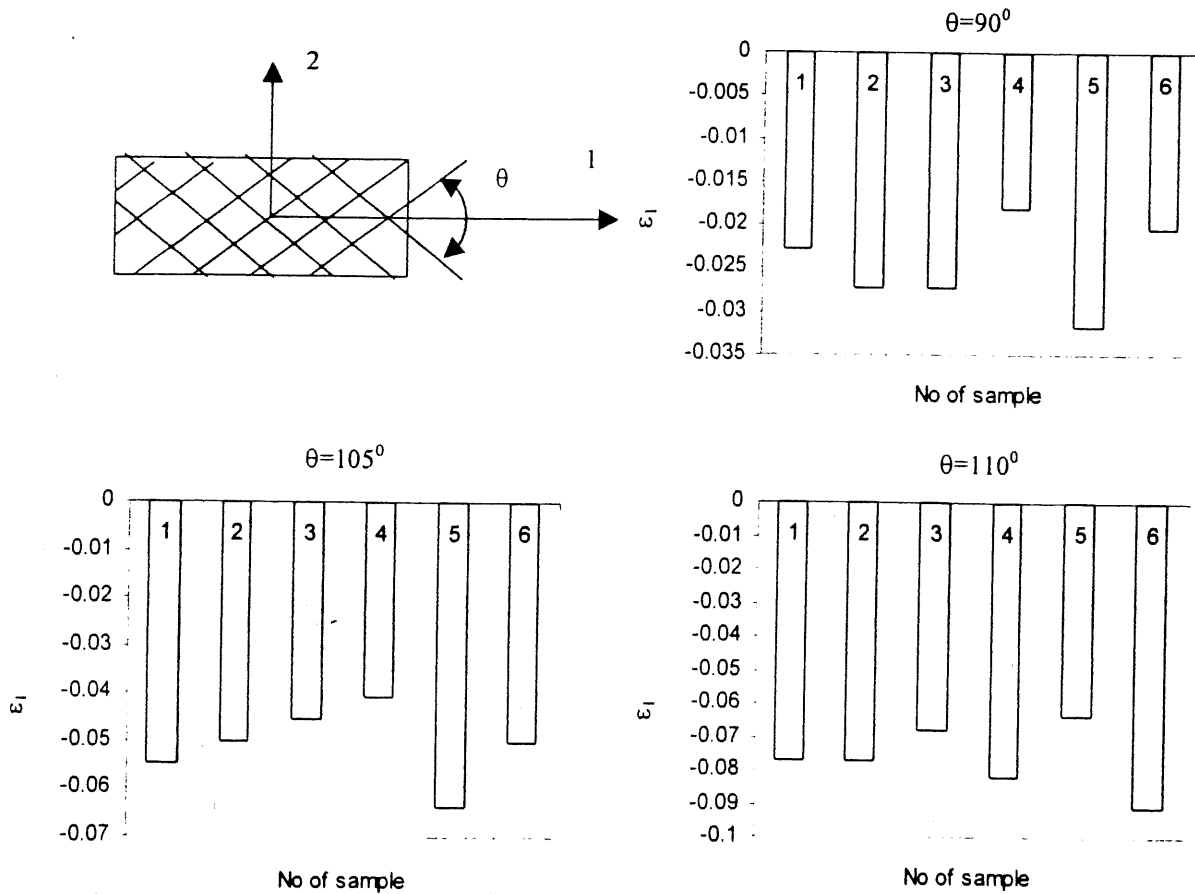 2
1
θ
θ=90⁰
0
-0.005
-0.01
-0.015
-0.02
-0.025
-0.03
-0.035
ε₁
1 2 3 4 5 6
No of sample
θ=105⁰
0
-0.01
-0.02
-0.03
-0.04
-0.05
-0.06
-0.07
ε₁
1 2 3 4 5 6
No of sample
θ=110⁰
0
-0.01
-0.02
-0.03
-0.04
-0.05
-0.06
-0.07
-0.08
-0.09
-0.1
ε₁
1 2 3 4 5 6
No of sample